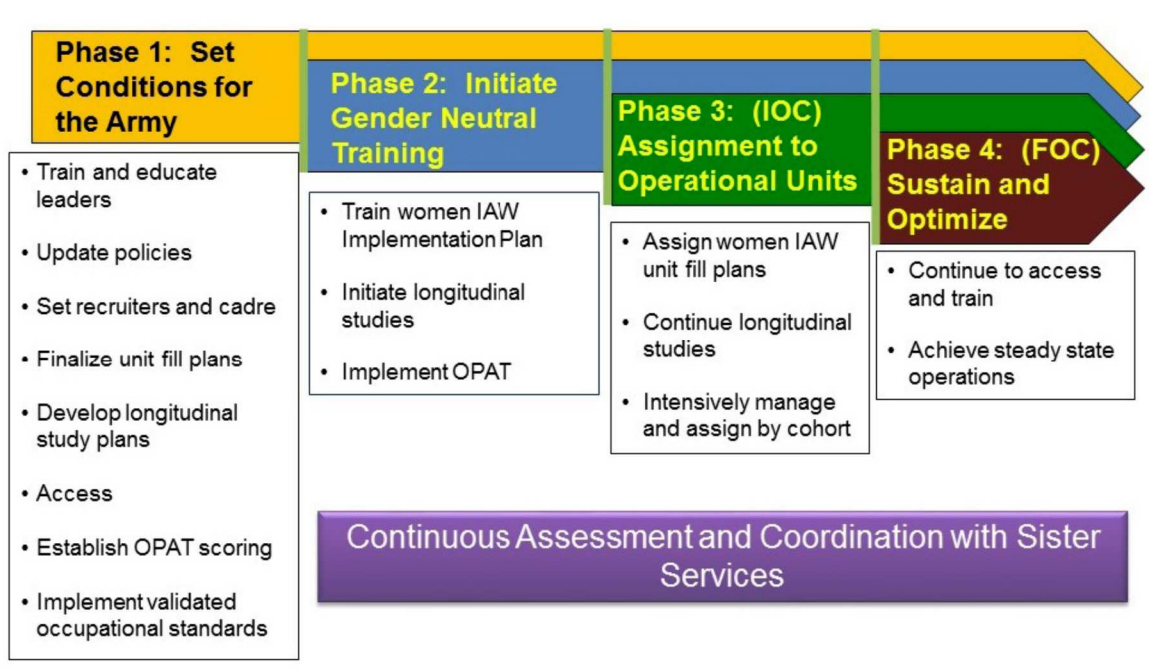 Phase 1: Set
Conditions for
the Army
• Train and educate
leaders
• Update policies
• Set recruiters and cadre
• Finalize unit fill plans
• Develop longitudinal
study plans
• Access
• Establish OPAT scoring
• Implement validated
occupational standards
Phase 2: Initiate
Gender Neutral
Training
• Train women IAW
Implementation Plan
• Initiate longitudinal
studies
• Implement OPAT
Phase 3: (IOC)
Assignment to
Operational Units
• Assign women IAW
unit fill plans
• Continue longitudinal
studies
• Intensively manage
and assign by cohort
Phase 4: (FOC)
Sustain and
Optimize
• Continue to access
and train
• Achieve steady state
operations
Continuous Assessment and Coordination with Sister
Services